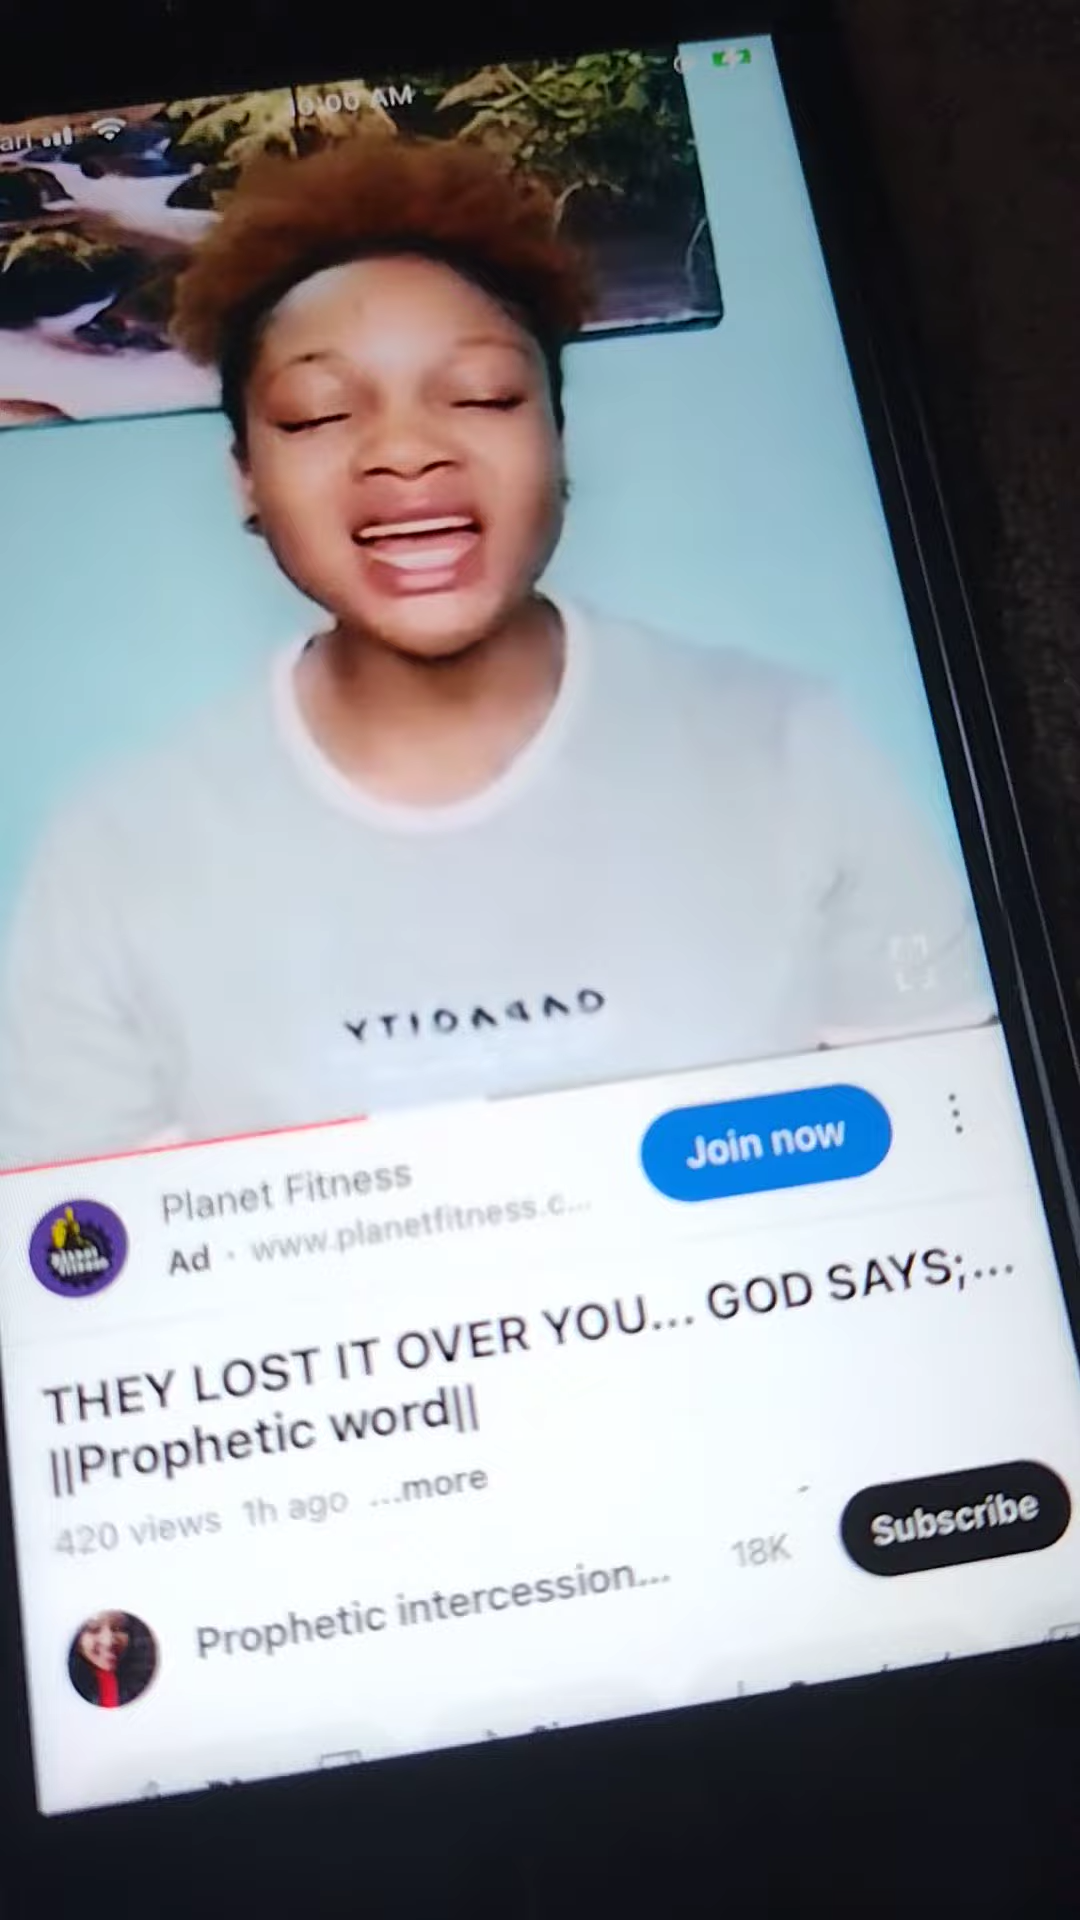 10:00 AM
YTIDAPAD
Planet Fitness
Join now
Ad · www.planetfitness.c...
THEY LOST IT OVER YOU... GOD SAYS;...
||Prophetic word||
420 views 1h ago ...more
Prophetic intercession...
18K
Subscribe